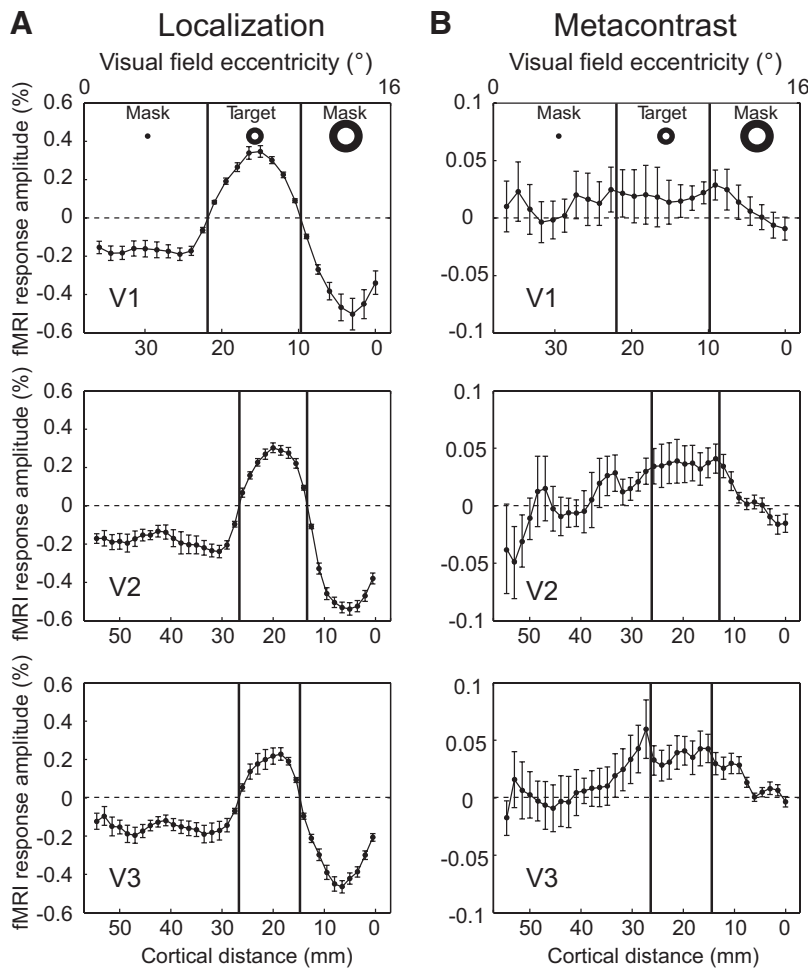 A Localization B Metacontrast
Visual field eccentricity (°) Visual field eccentricity (°)
0 16 0 16
fMRI response amplitude (%)
0.6
0.4
0.2
0
-0.2
-0.4
-0.6
Mask Target Mask
V1
30 20 10 0
0.1
0.05
0
-0.05
-0.1
Mask Target Mask
V1
30 20 10 0
fMRI response amplitude (%)
0.6
0.4
0.2
0
-0.2
-0.4
-0.6
V2
50 40 30 20 10 0
0.1
0.05
0
-0.05
-0.1
V2
50 40 30 20 10 0
fMRI response amplitude (%)
0.6
0.4
0.2
0
-0.2
-0.4
-0.6
V3
50 40 30 20 10 0
Cortical distance (mm)
0.1
0.05
0
-0.05
-0.1
V3
50 40 30 20 10 0
Cortical distance (mm)